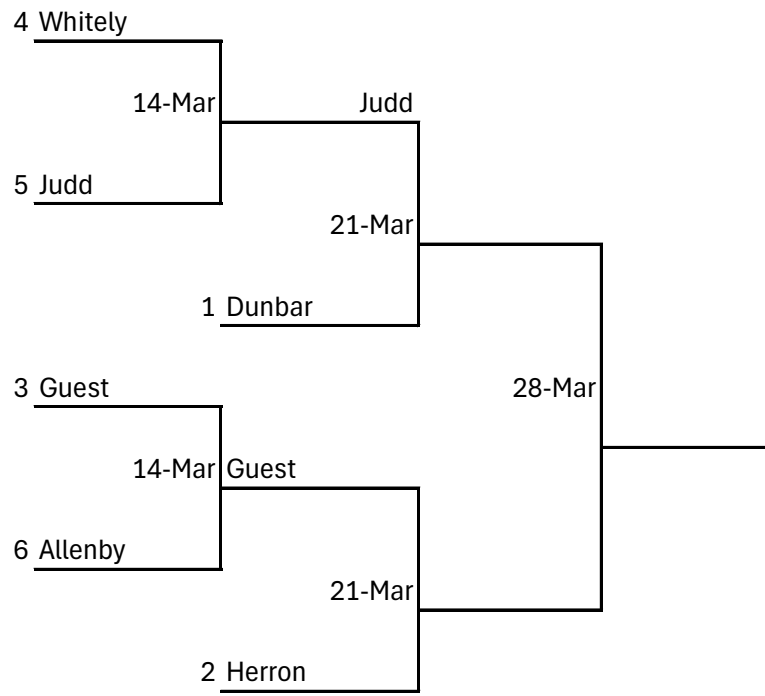 4 Whitely
14-Mar
Judd
5 Judd
21-Mar
1 Dunbar
3 Guest
28-Mar
14-Mar
Guest
6 Allenby
21-Mar
2 Herron